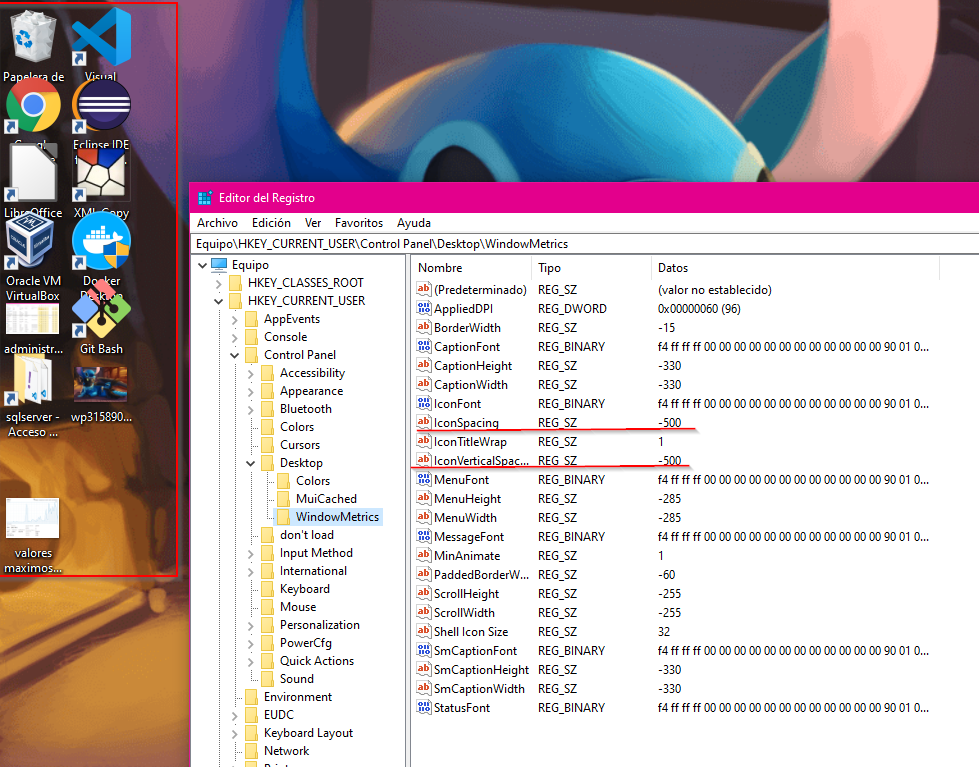 Papelera de
Visual
Google
Eclipse IDE
LibreOffice
XML Copy
Oracle VM
VirtualBox
Docker
Desktop
administr...
Git Bash
sqlserver -
Acceso ...
wp315890...
valores
maximos...
Editor del Registro
Archivo Edición Ver Favoritos Ayuda
Equipo\HKEY_CURRENT_USER\Control Panel\Desktop\WindowMetrics
Equipo
HKEY_CLASSES_ROOT
HKEY_CURRENT_USER
AppEvents
Console
Control Panel
Accessibility
Appearance
Bluetooth
Colors
Cursors
Desktop
Colors
MuiCached
WindowMetrics
don't load
Input Method
International
Keyboard
Mouse
Personalization
PowerCfg
Quick Actions
Sound
Environment
EUDC
Keyboard Layout
Network
Nombre Tipo Datos
(Predeterminado) REG_SZ (valor no establecido)
AppliedDPI REG_DWORD 0x00000060 (96)
BorderWidth REG_SZ -15
CaptionFont REG_BINARY f4 ff ff ff 00 00 00 00 00 00 00 00 00 00 00 00 90 01 0...
CaptionHeight REG_SZ -330
CaptionWidth REG_SZ -330
IconFont REG_BINARY f4 ff ff ff 00 00 00 00 00 00 00 00 00 00 00 00 90 01 0...
IconSpacing REG_SZ -500
IconTitleWrap REG_SZ 1
IconVerticalSpac... REG_SZ -500
MenuFont REG_BINARY f4 ff ff ff 00 00 00 00 00 00 00 00 00 00 00 00 90 01 0...
MenuHeight REG_SZ -285
MenuWidth REG_SZ -285
MessageFont REG_BINARY f4 ff ff ff 00 00 00 00 00 00 00 00 00 00 00 00 90 01 0...
MinAnimate REG_SZ 1
PaddedBorderW... REG_SZ -60
ScrollHeight REG_SZ -255
ScrollWidth REG_SZ -255
Shell Icon Size REG_SZ 32
SmCaptionFont REG_BINARY f4 ff ff ff 00 00 00 00 00 00 00 00 00 00 00 00 90 01 0...
SmCaptionHeight REG_SZ -330
SmCaptionWidth REG_SZ -330
StatusFont REG_BINARY f4 ff ff ff 00 00 00 00 00 00 00 00 00 00 00 00 90 01 0...